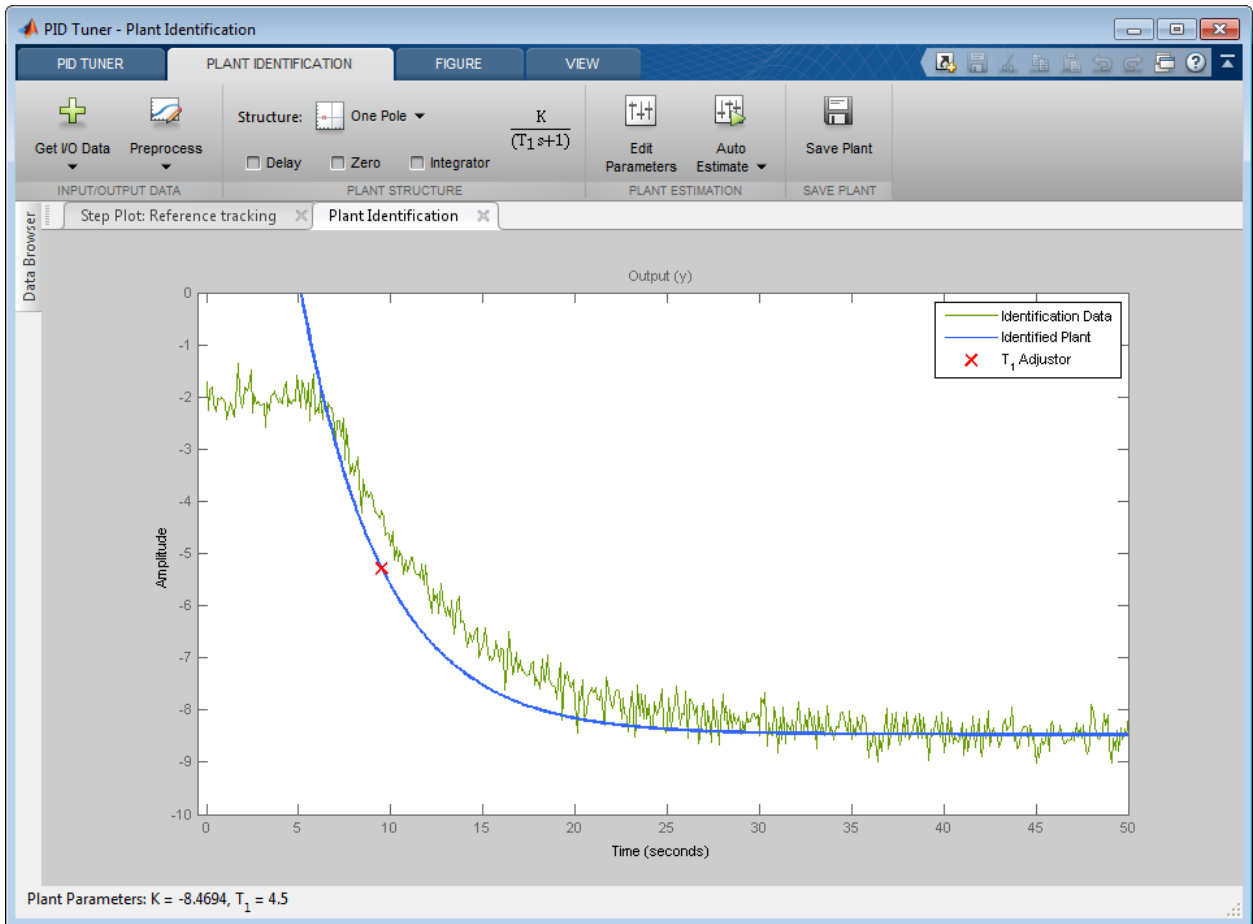 PID Tuner - Plant Identification
PID TUNER PLANT IDENTIFICATION FIGURE VIEW
Get I/O Data Preprocess Structure: One Pole K Edit Parameters Auto Estimate Save Plant
Delay Zero Integrator (T1s+1)
INPUT/OUTPUT DATA PLANT STRUCTURE PLANT ESTIMATION SAVE PLANT
Data Browser
Step Plot: Reference tracking Plant Identification
Output (y)
Identification Data
Identified Plant
T1 Adjustor
Amplitude
0
-1
-2
-3
-4
-5
-6
-7
-8
-9
-10
0 5 10 15 20 25 30 35 40 45 50
Time (seconds)
Plant Parameters: K = -8.4694, T1 = 4.5